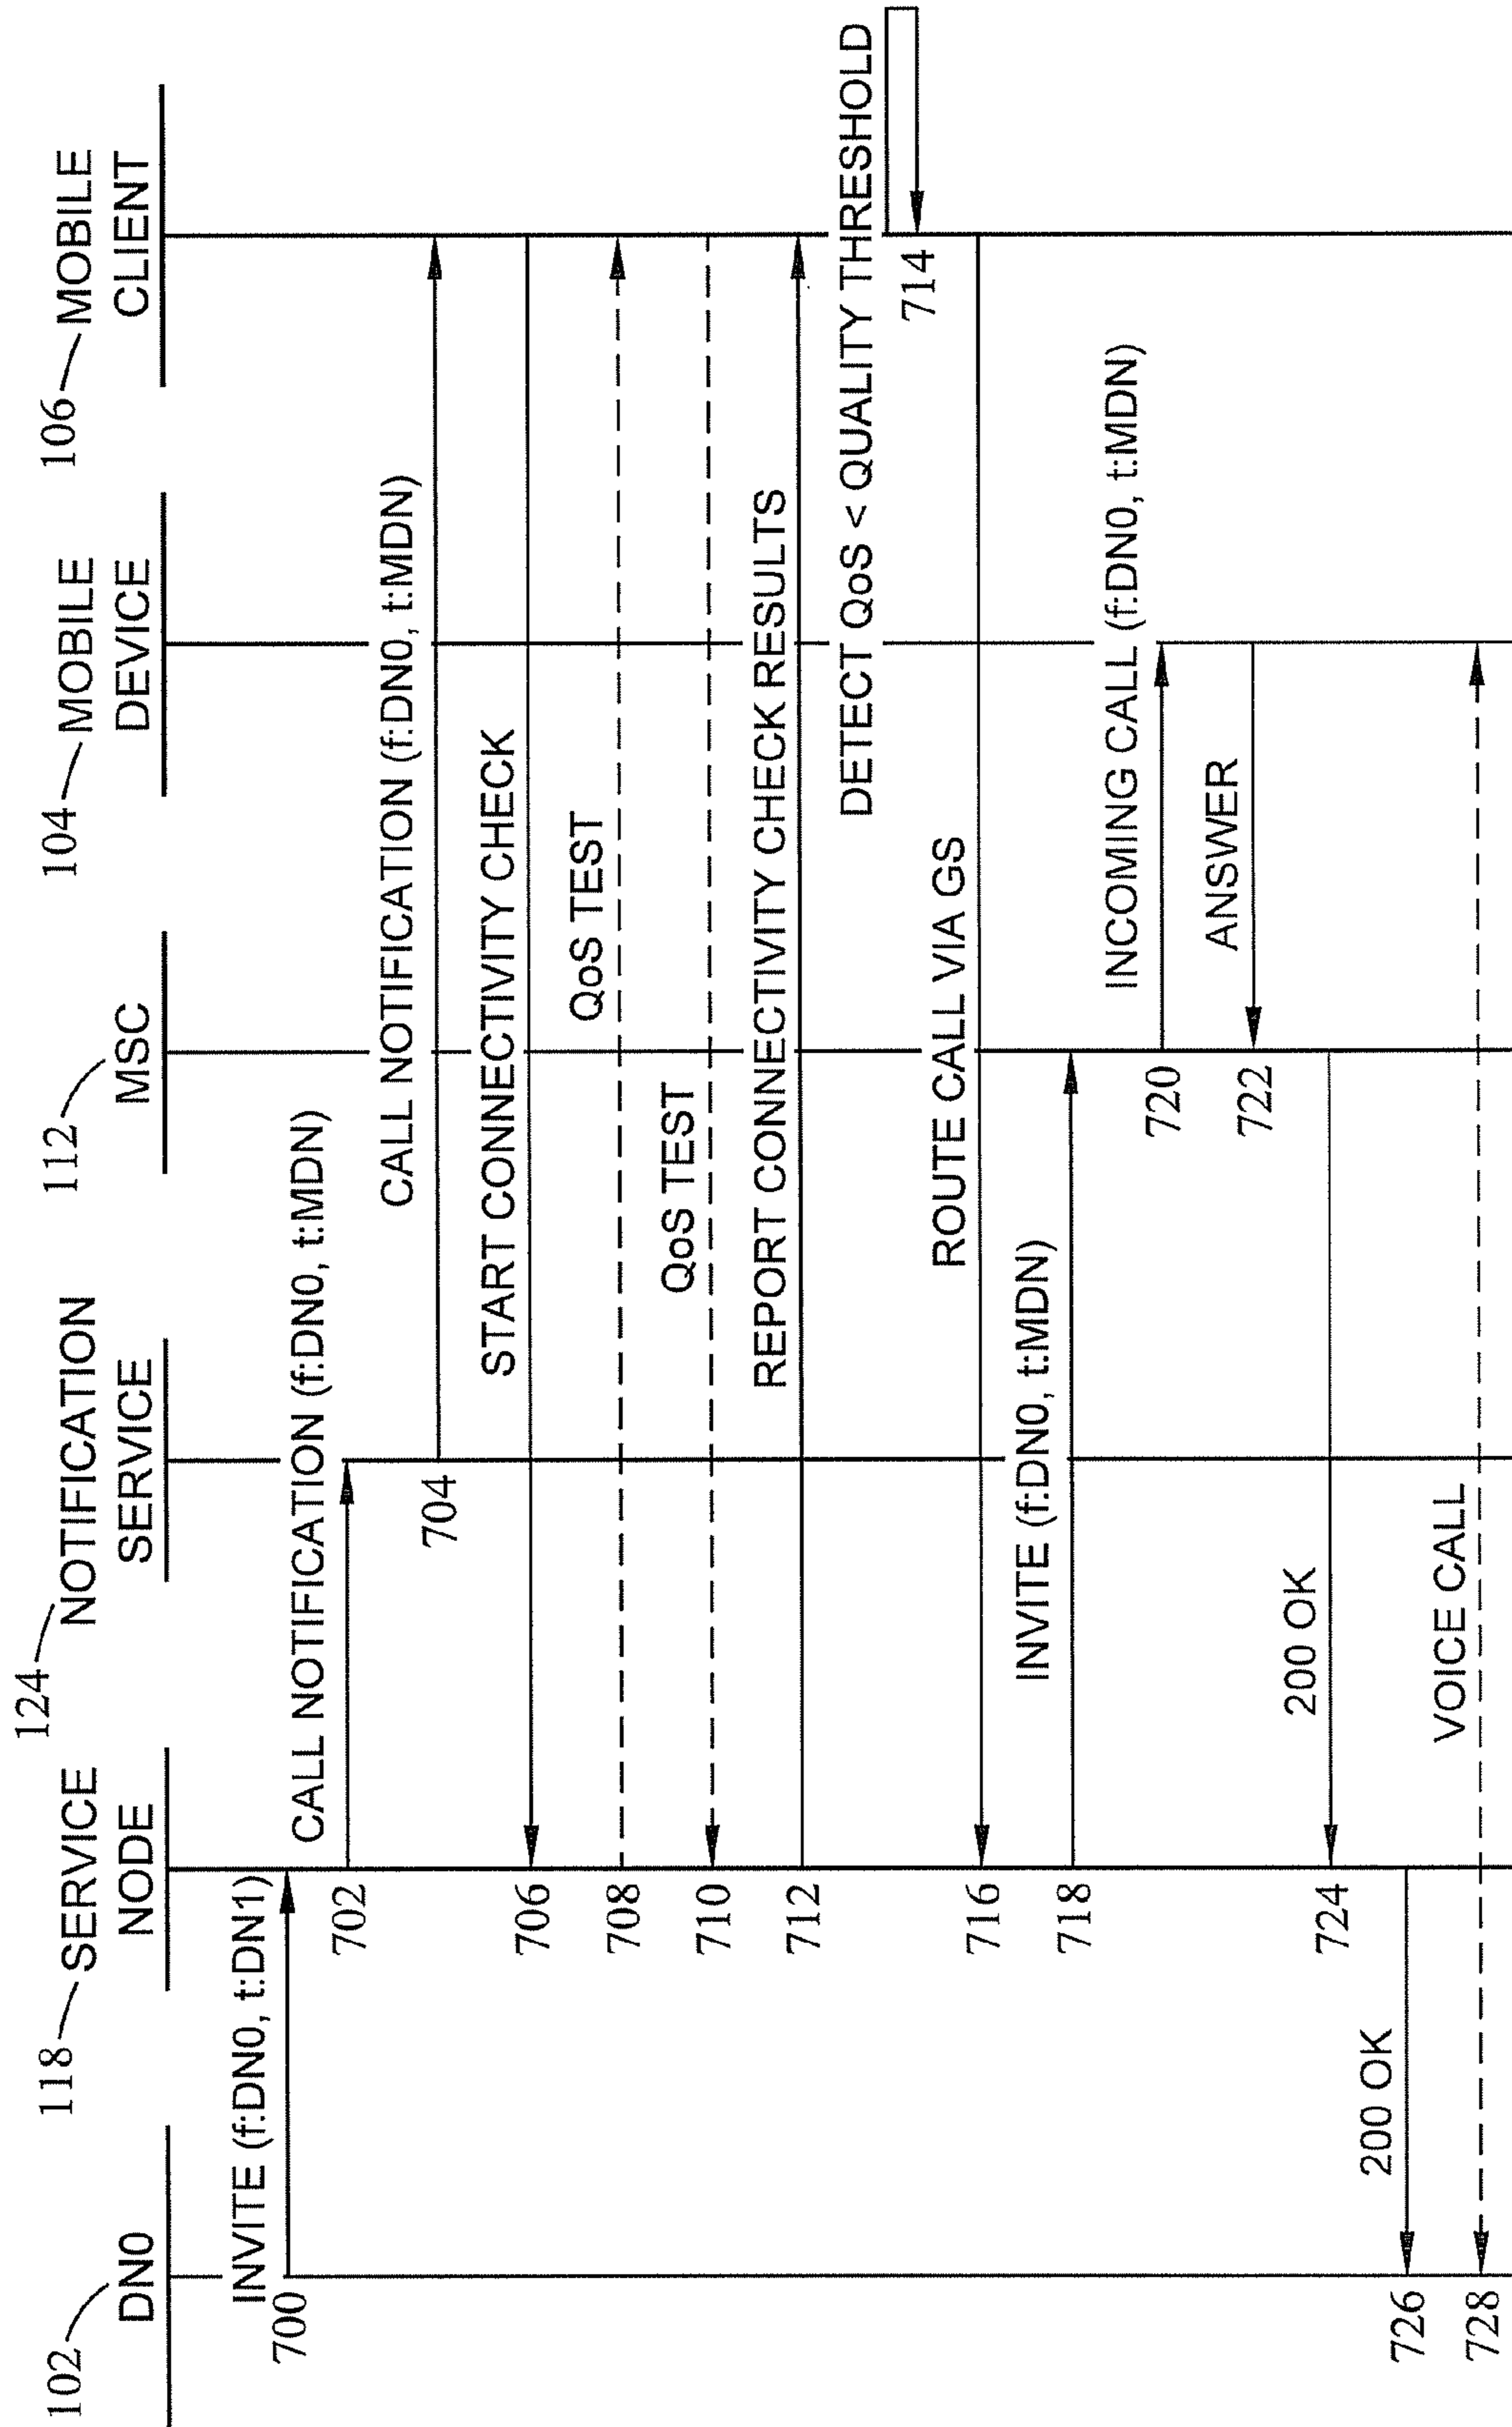 102
DN0
118
SERVICE
NODE
124
NOTIFICATION
SERVICE
112
MSC
104
MOBILE
DEVICE
106
MOBILE
CLIENT
INVITE (f:DN0, t:DN1)
700
CALL NOTIFICATION (f:DN0, t:MDN)
702
CALL NOTIFICATION (f:DN0, t:MDN)
704
START CONNECTIVITY CHECK
706
QoS TEST
708
QoS TEST
710
REPORT CONNECTIVITY CHECK RESULTS
712
DETECT QoS < QUALITY THRESHOLD
714
ROUTE CALL VIA GS
716
INVITE (f:DN0, t:MDN)
718
INCOMING CALL (f:DN0, t:MDN)
720
ANSWER
722
200 OK
724
200 OK
726
VOICE CALL
728